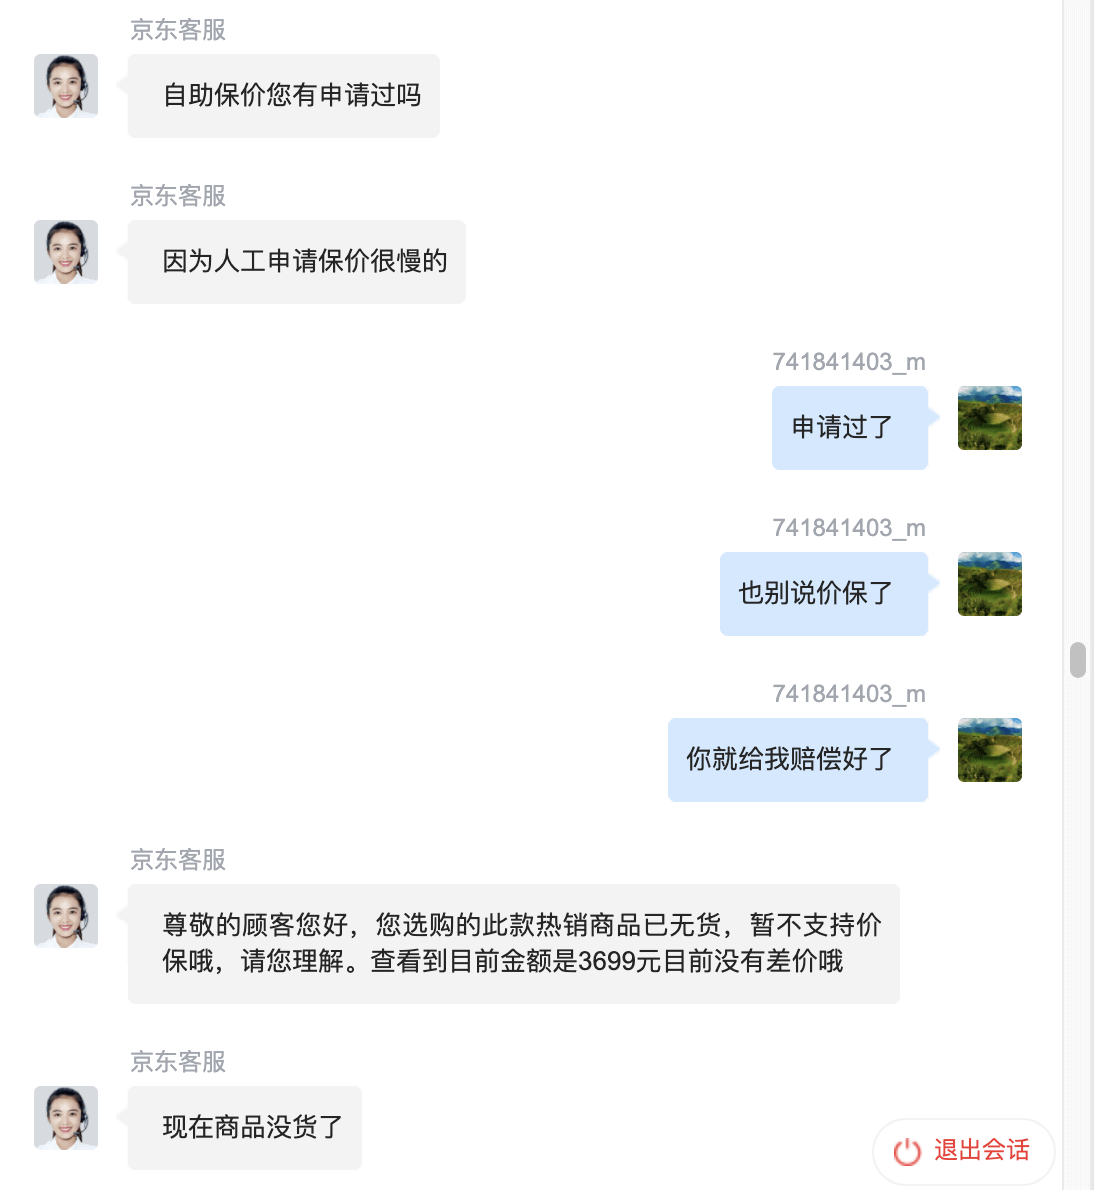 京东客服
自助保价您有申请过吗
京东客服
因为人工申请保价很慢的
741841403_m
申请过了
741841403_m
也别说价保了
741841403_m
你就给我赔偿好了
京东客服
尊敬的顾客您好，您选购的此款热销商品已无货，暂不支持价
保哦，请您理解。查看到目前金额是3699元目前没有差价哦
京东客服
现在商品没货了
退出会话